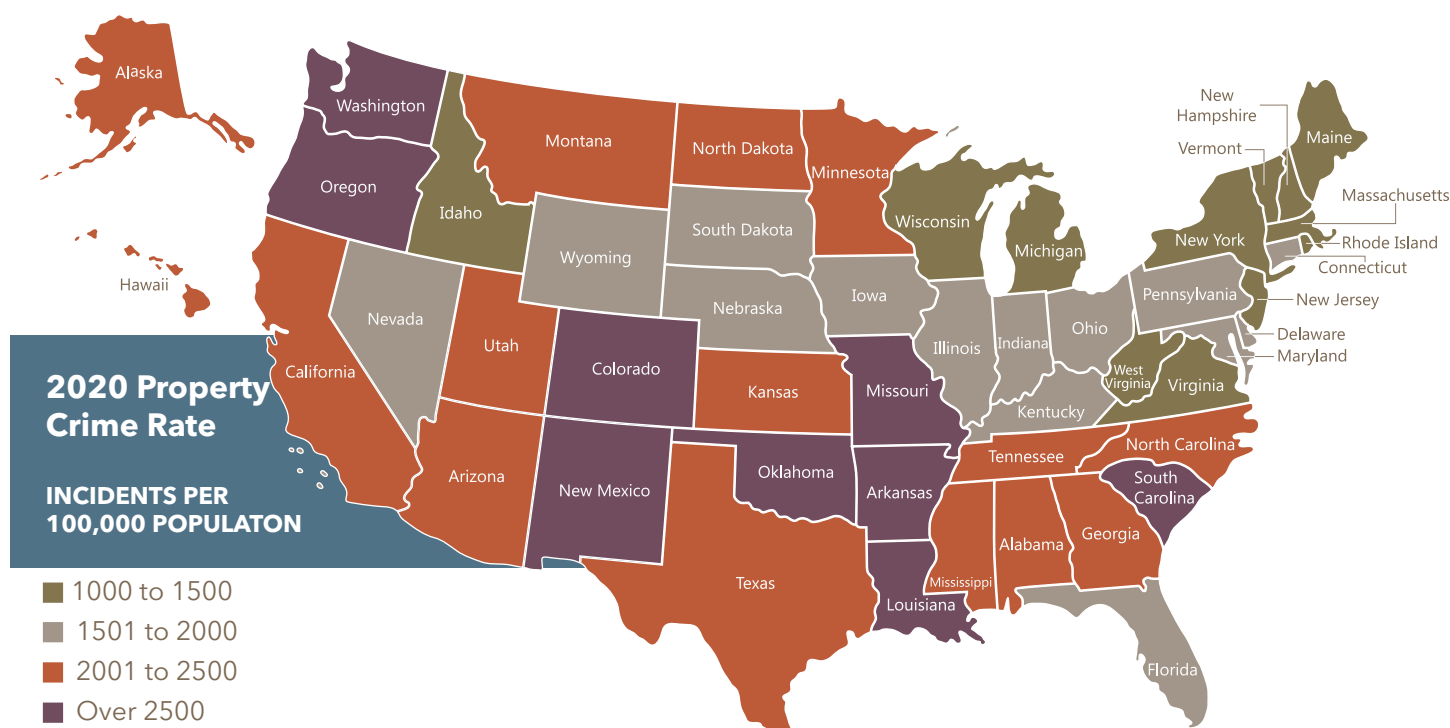 Alaska
Hawaii
Washington
Oregon
California
Idaho
Nevada
Montana
Wyoming
Utah
Arizona
Colorado
New Mexico
North Dakota
South Dakota
Nebraska
Kansas
Oklahoma
Texas
Minnesota
Iowa
Missouri
Arkansas
Louisiana
Wisconsin
Illinois
Michigan
Indiana
Ohio
Kentucky
Tennessee
Mississippi
Alabama
Georgia
Florida
South
Carolina
North Carolina
Virginia
West
Virginia
Pennsylvania
New York
Maine
New
Hampshire
Vermont
Massachusetts
Rhode Island
Connecticut
New Jersey
Delaware
Maryland
2020 Property
Crime Rate
INCIDENTS PER
100,000 POPULATON
1000 to 1500
1501 to 2000
2001 to 2500
Over 2500